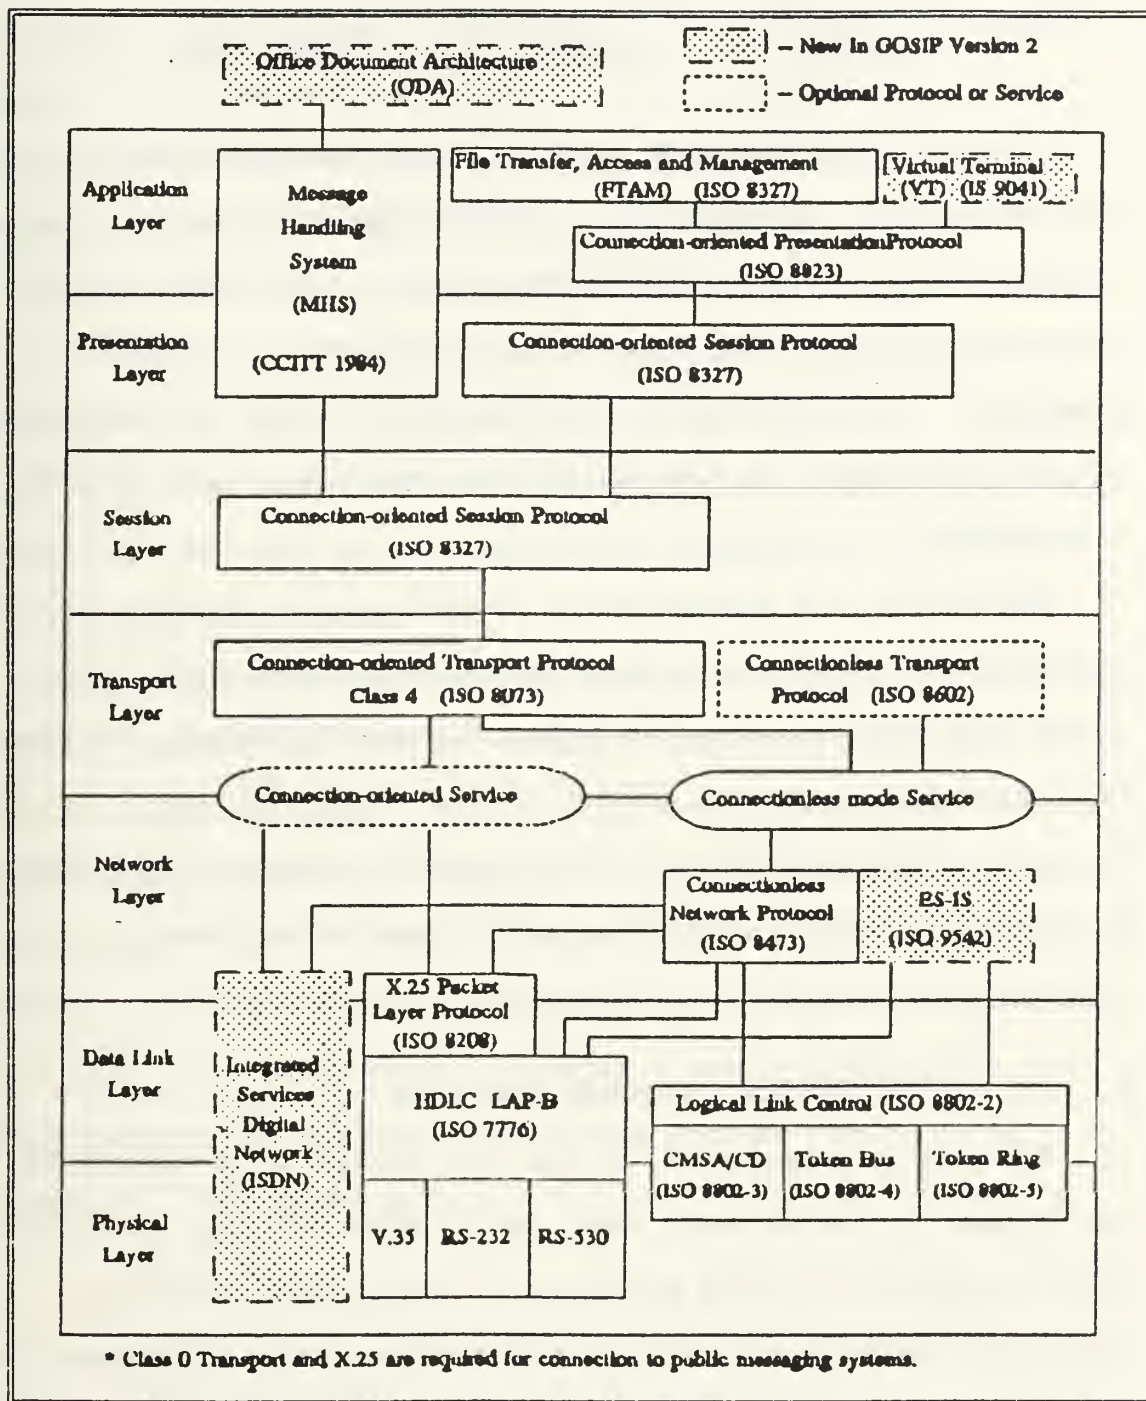 Office Document Architecture
(ODA)
– New in GOSIP Version 2
– Optional Protocol or Service
Application
Layer
Message
Handling
System
(MHS)
(CCITT 1984)
File Transfer, Access and Management
(FTAM) (ISO 8327)
Virtual Terminal
(VT) (IS 9041)
Connection-oriented PresentationProtocol
(ISO 8823)
Presentation
Layer
Connection-oriented Session Protocol
(ISO 8327)
Session
Layer
Connection-oriented Session Protocol
(ISO 8327)
Transport
Layer
Connection-oriented Transport Protocol
Class 4 (ISO 8073)
Connectionless Transport
Protocol (ISO 8602)
Connection-oriented Service
Connectionless mode Service
Network
Layer
Connectionless
Network Protocol
(ISO 8473)
ES-IS
(ISO 9542)
X.25 Packet
Layer Protocol
(ISO 8208)
Data Link
Layer
Integrated
Services
Digital
Network
(ISDN)
HDLC LAP-B
(ISO 7776)
Logical Link Control (ISO 8802-2)
CMSA/CD
(ISO 8802-3)
Token Bus
(ISO 8802-4)
Token Ring
(ISO 8802-5)
Physical
Layer
V.35
RS-232
RS-530
* Class 0 Transport and X.25 are required for connection to public messaging systems.